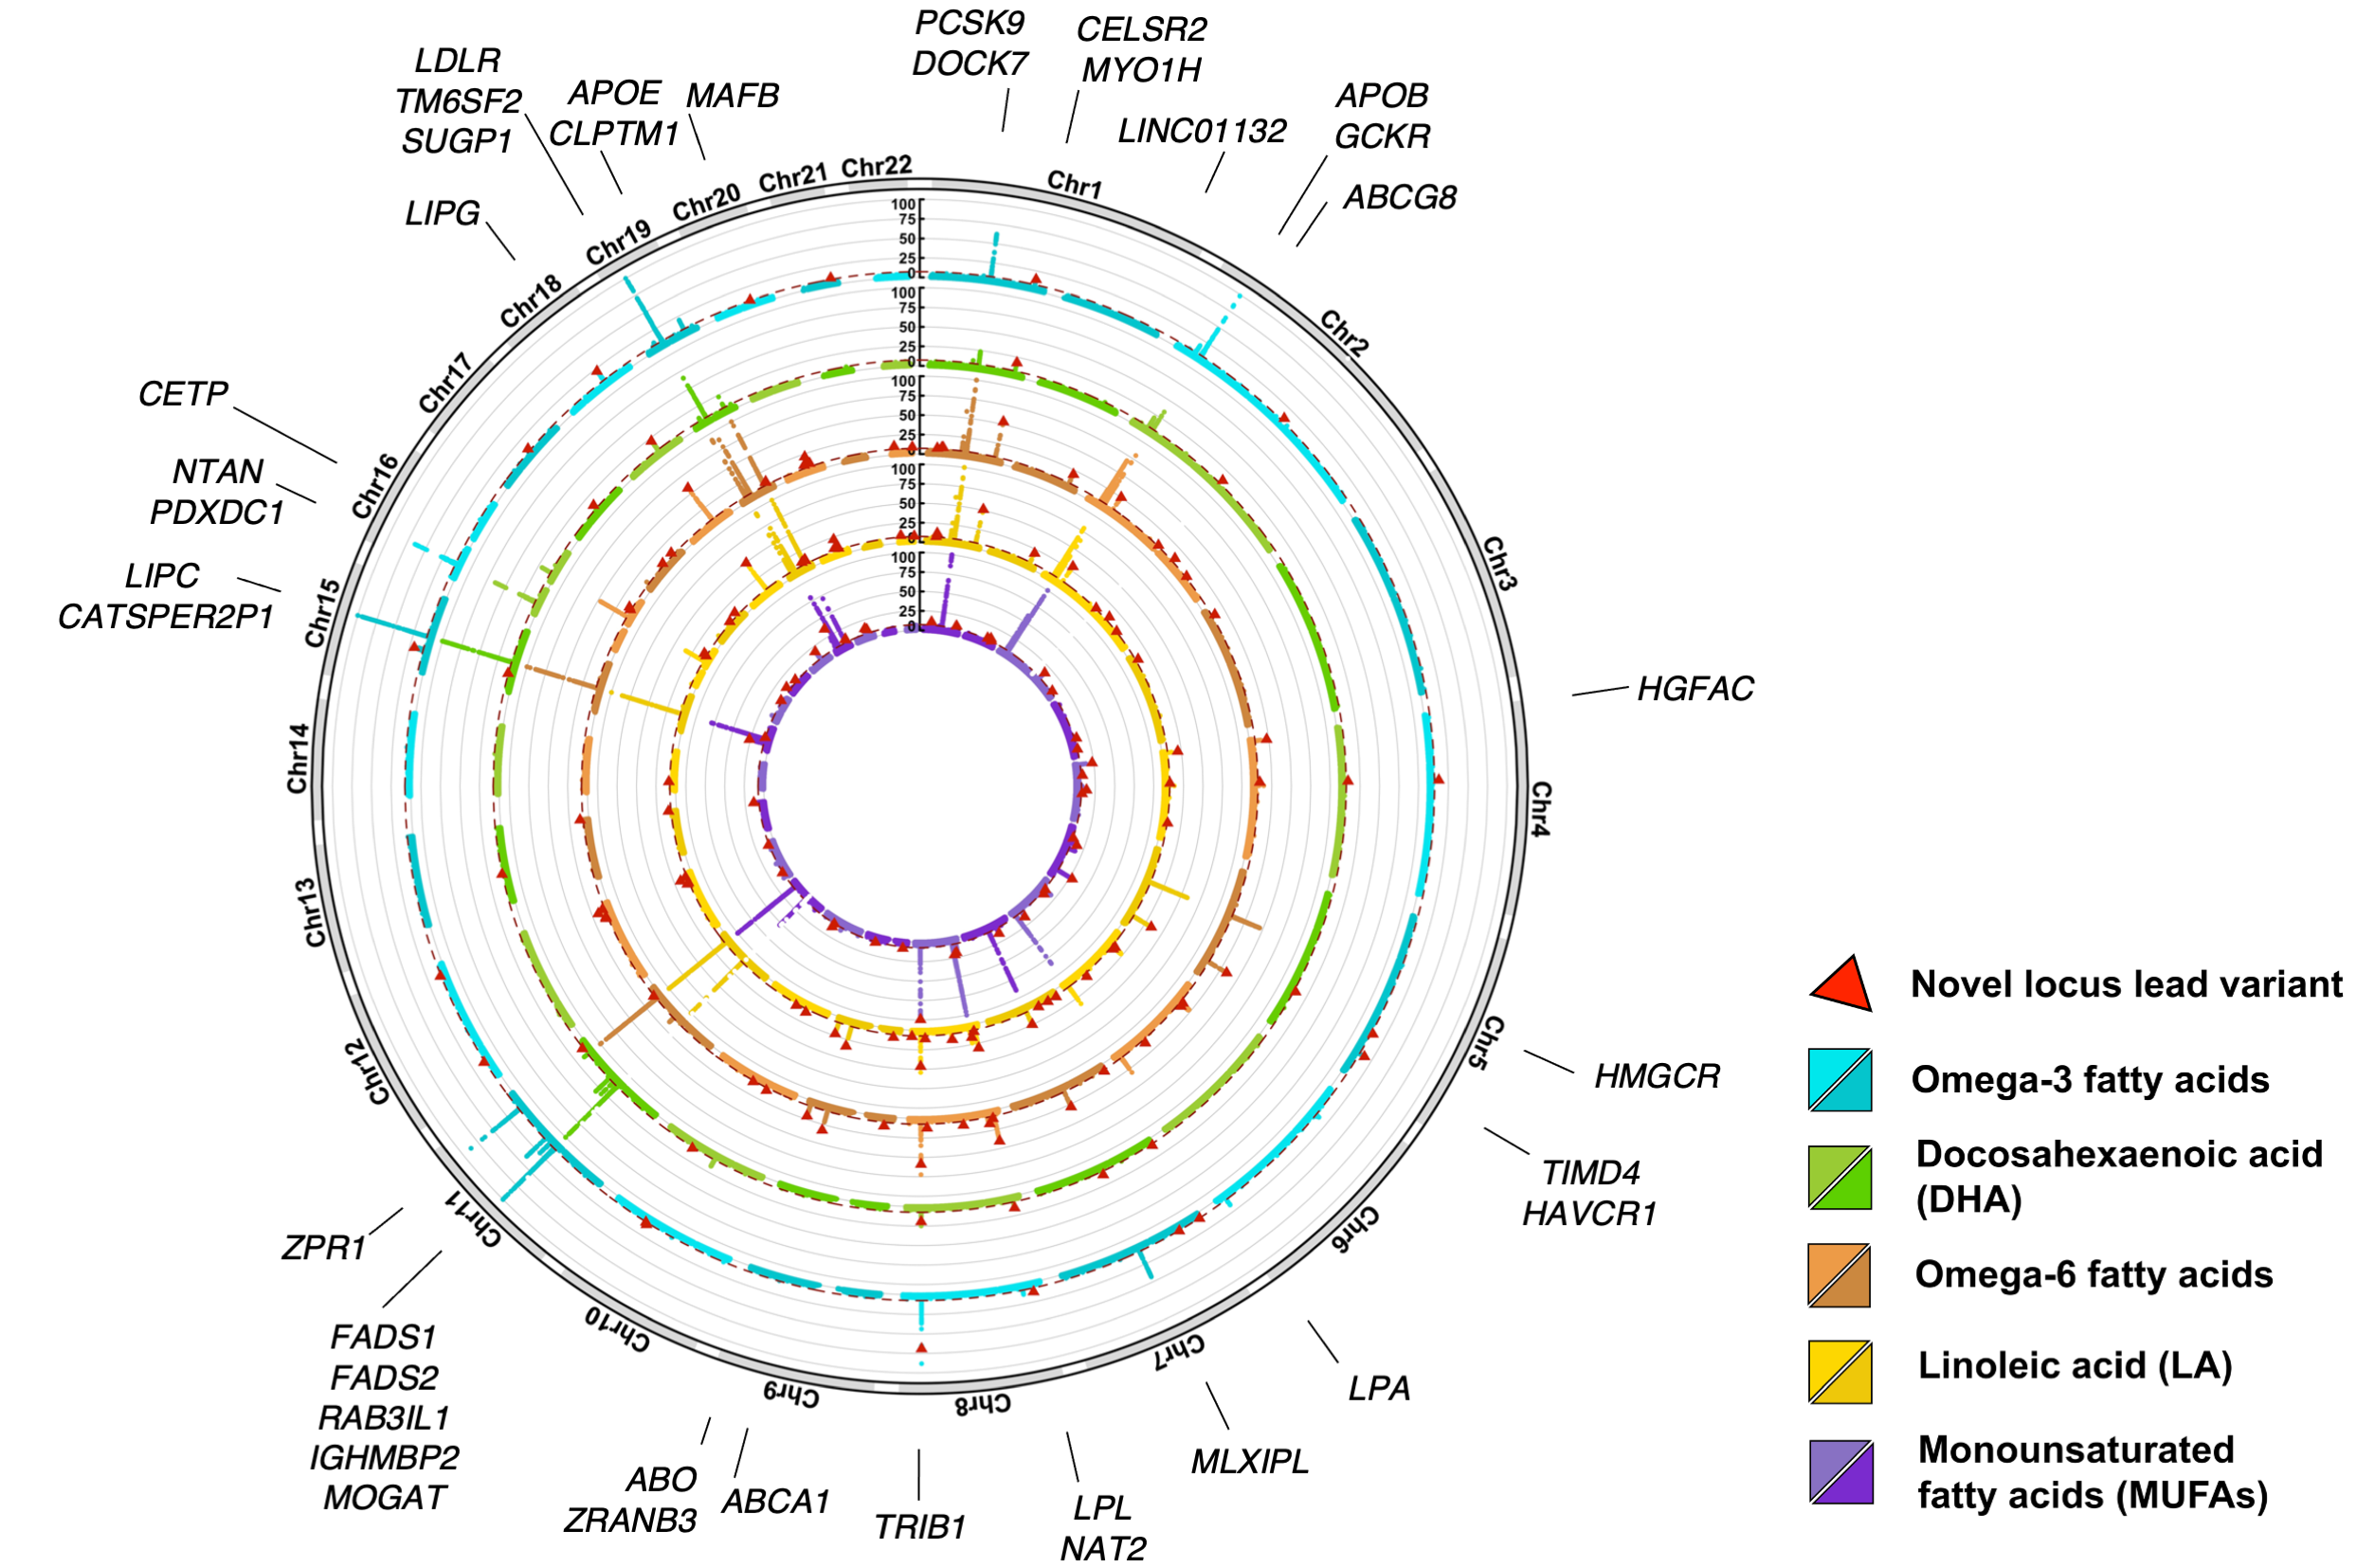 PCSK9
DOCK7
CELSR2
MYO1H
LINC01132
APOB
GCKR
ABCG8
LDLR
TM6SF2
SUGP1
APOE
CLPTM1
MAFB
LIPG
CETP
NTAN
PDXDC1
LIPC
CATSPER2P1
HGFAC
HMGCR
TIMD4
HAVCR1
LPA
MLXIPL
LPL
NAT2
TRIB1
ABCA1
ABO
ZRANB3
FADS1
FADS2
RAB3IL1
IGHMBP2
MOGAT
ZPR1
Chr1
Chr2
Chr3
Chr4
Chr5
Chr6
Chr7
Chr8
Chr9
Chr10
Chr11
Chr12
Chr13
Chr14
Chr15
Chr16
Chr17
Chr18
Chr19
Chr20
Chr21
Chr22
100
75
50
25
0
100
75
50
25
0
100
75
50
25
0
100
75
50
25
0
100
75
50
25
0
Novel locus lead variant
Omega-3 fatty acids
Docosahexaenoic acid
(DHA)
Omega-6 fatty acids
Linoleic acid (LA)
Monounsaturated
fatty acids (MUFAs)